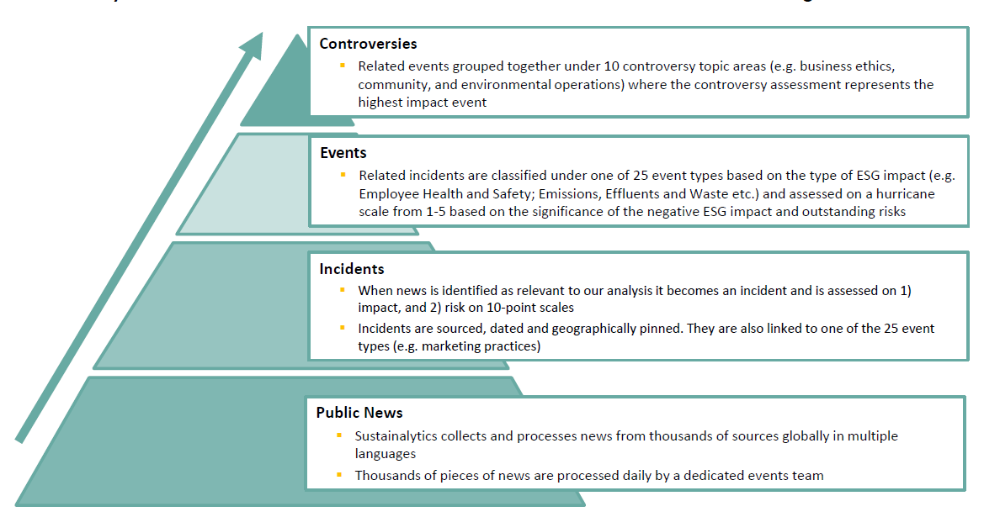 Controversies
▪ Related events grouped together under 10 controversy topic areas (e.g. business ethics,
community, and environmental operations) where the controversy assessment represents the
highest impact event
Events
▪ Related incidents are classified under one of 25 event types based on the type of ESG impact (e.g.
Employee Health and Safety; Emissions, Effluents and Waste etc.) and assessed on a hurricane
scale from 1-5 based on the significance of the negative ESG impact and outstanding risks
Incidents
▪ When news is identified as relevant to our analysis it becomes an incident and is assessed on 1)
impact, and 2) risk on 10-point scales
▪ Incidents are sourced, dated and geographically pinned. They are also linked to one of the 25 event
types (e.g. marketing practices)
Public News
▪ Sustainalytics collects and processes news from thousands of sources globally in multiple
languages
▪ Thousands of pieces of news are processed daily by a dedicated events team